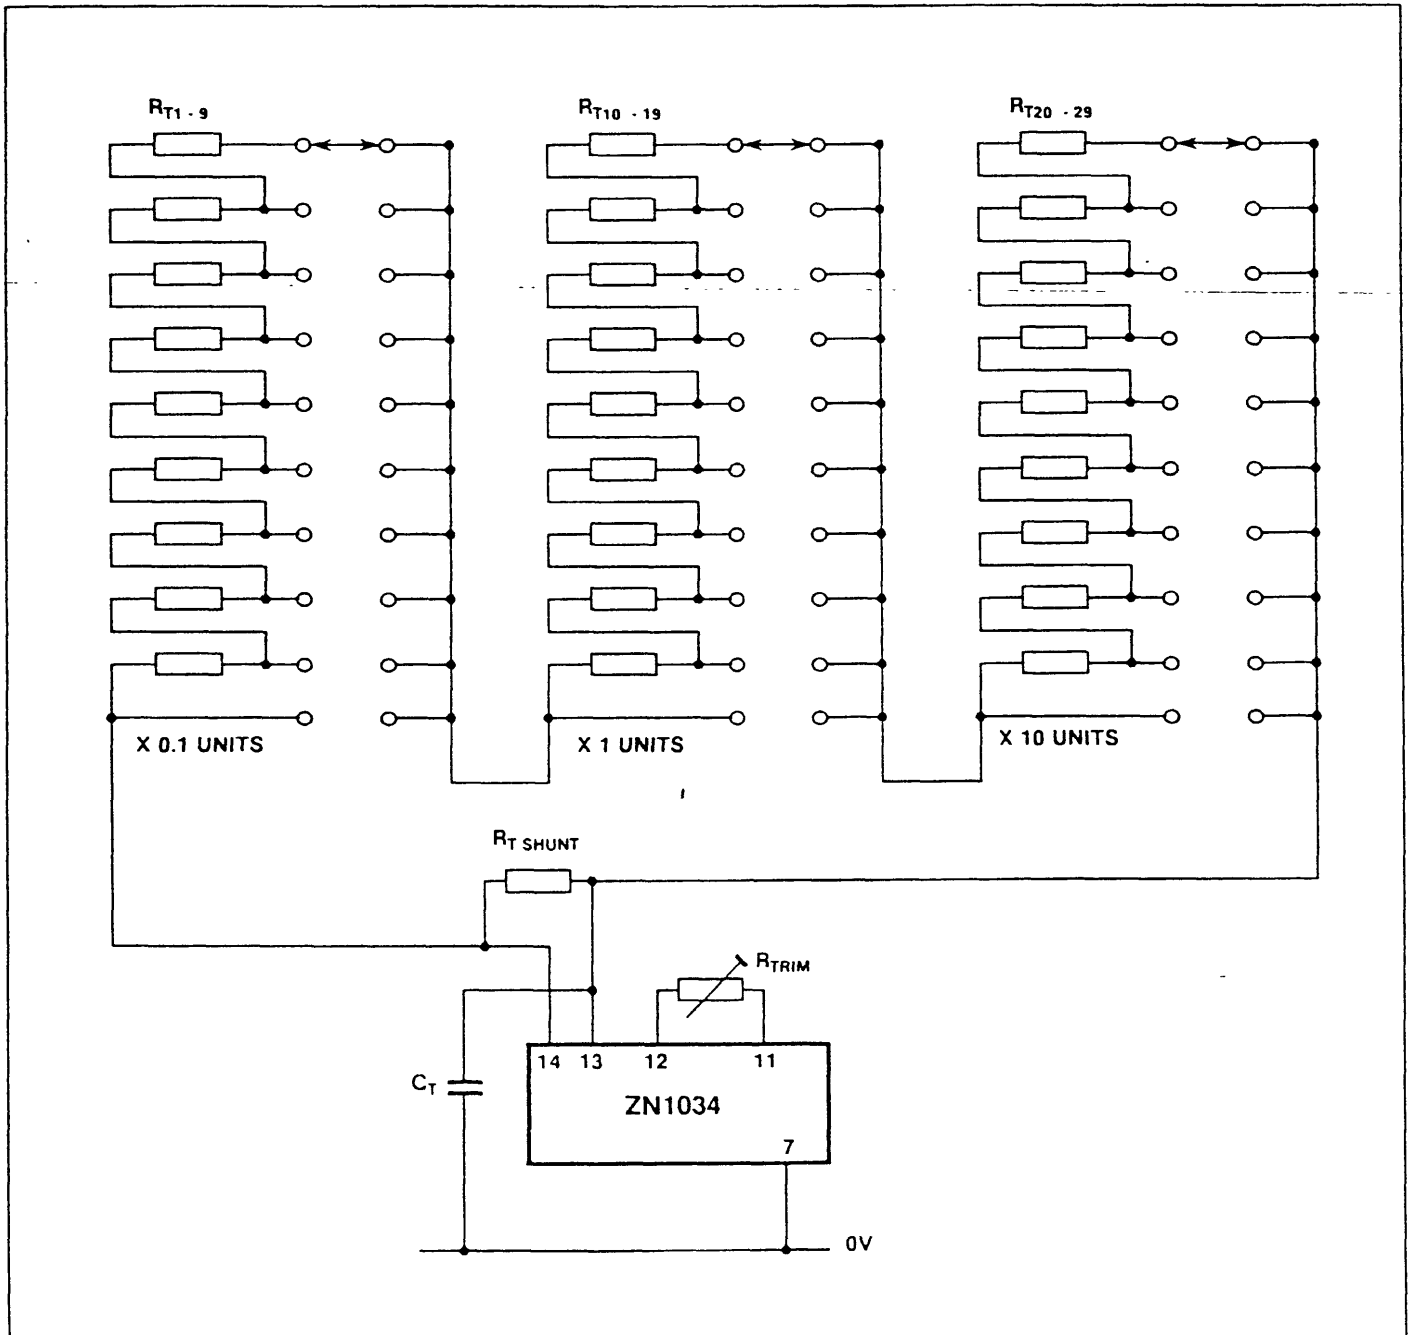 RT1 - 9
RT10 - 19
RT20 - 29
X 0.1 UNITS
X 1 UNITS
X 10 UNITS
RT SHUNT
RTRIM
14 13 12 11
CT
ZN1034
7
0V